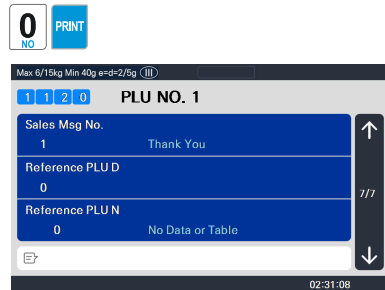 0
NO
PRINT
Max 6/15kg Min 40g e=d=2/5g III
1 1 2 0 PLU NO. 1
Sales Msg No.
1 Thank You
Reference PLU D
0
Reference PLU N
0 No Data or Table
7/7
02:31:08